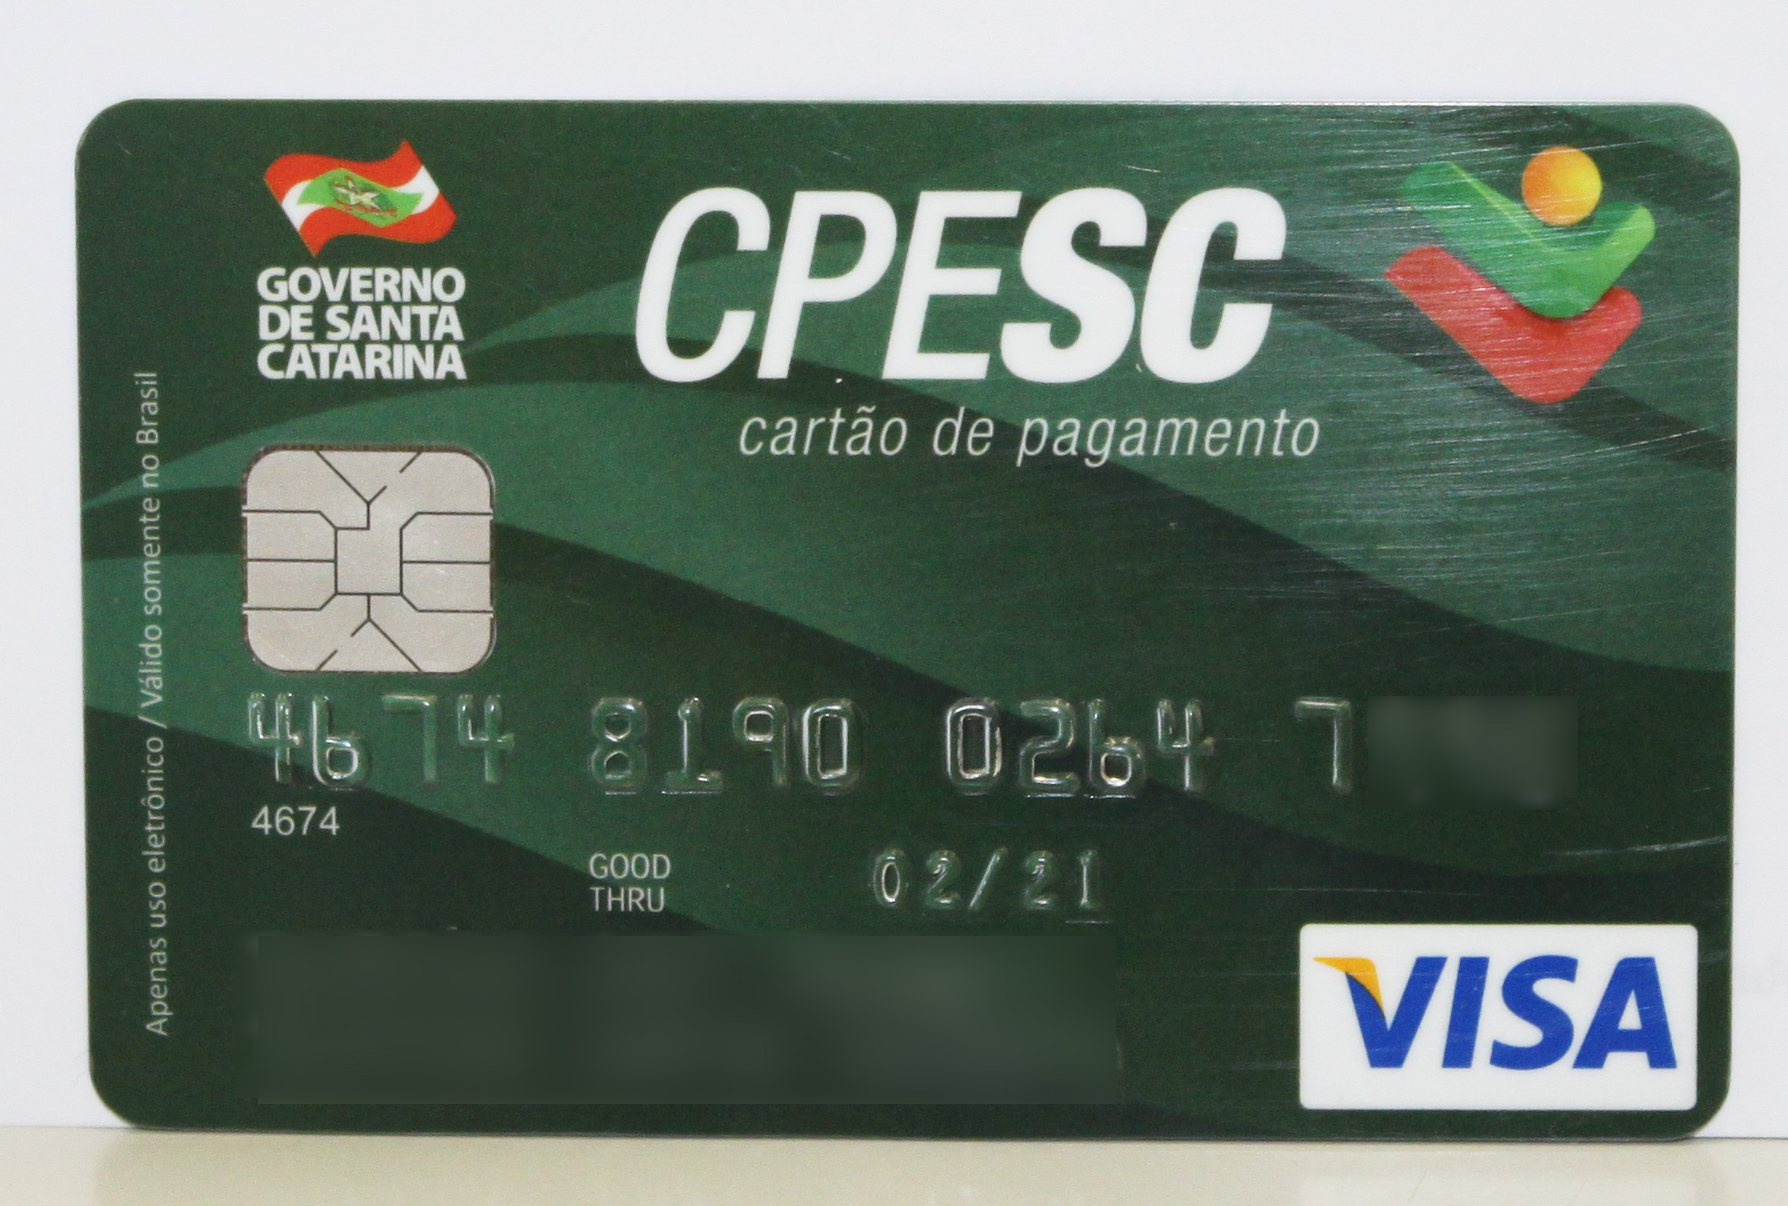 GOVERNO
DE SANTA
CATARINA
CPESC
cartão de pagamento
Apenas uso eletrônico / Válido somente no Brasil
4674 8190 0264 7
4674
GOOD
THRU
02/21
VISA